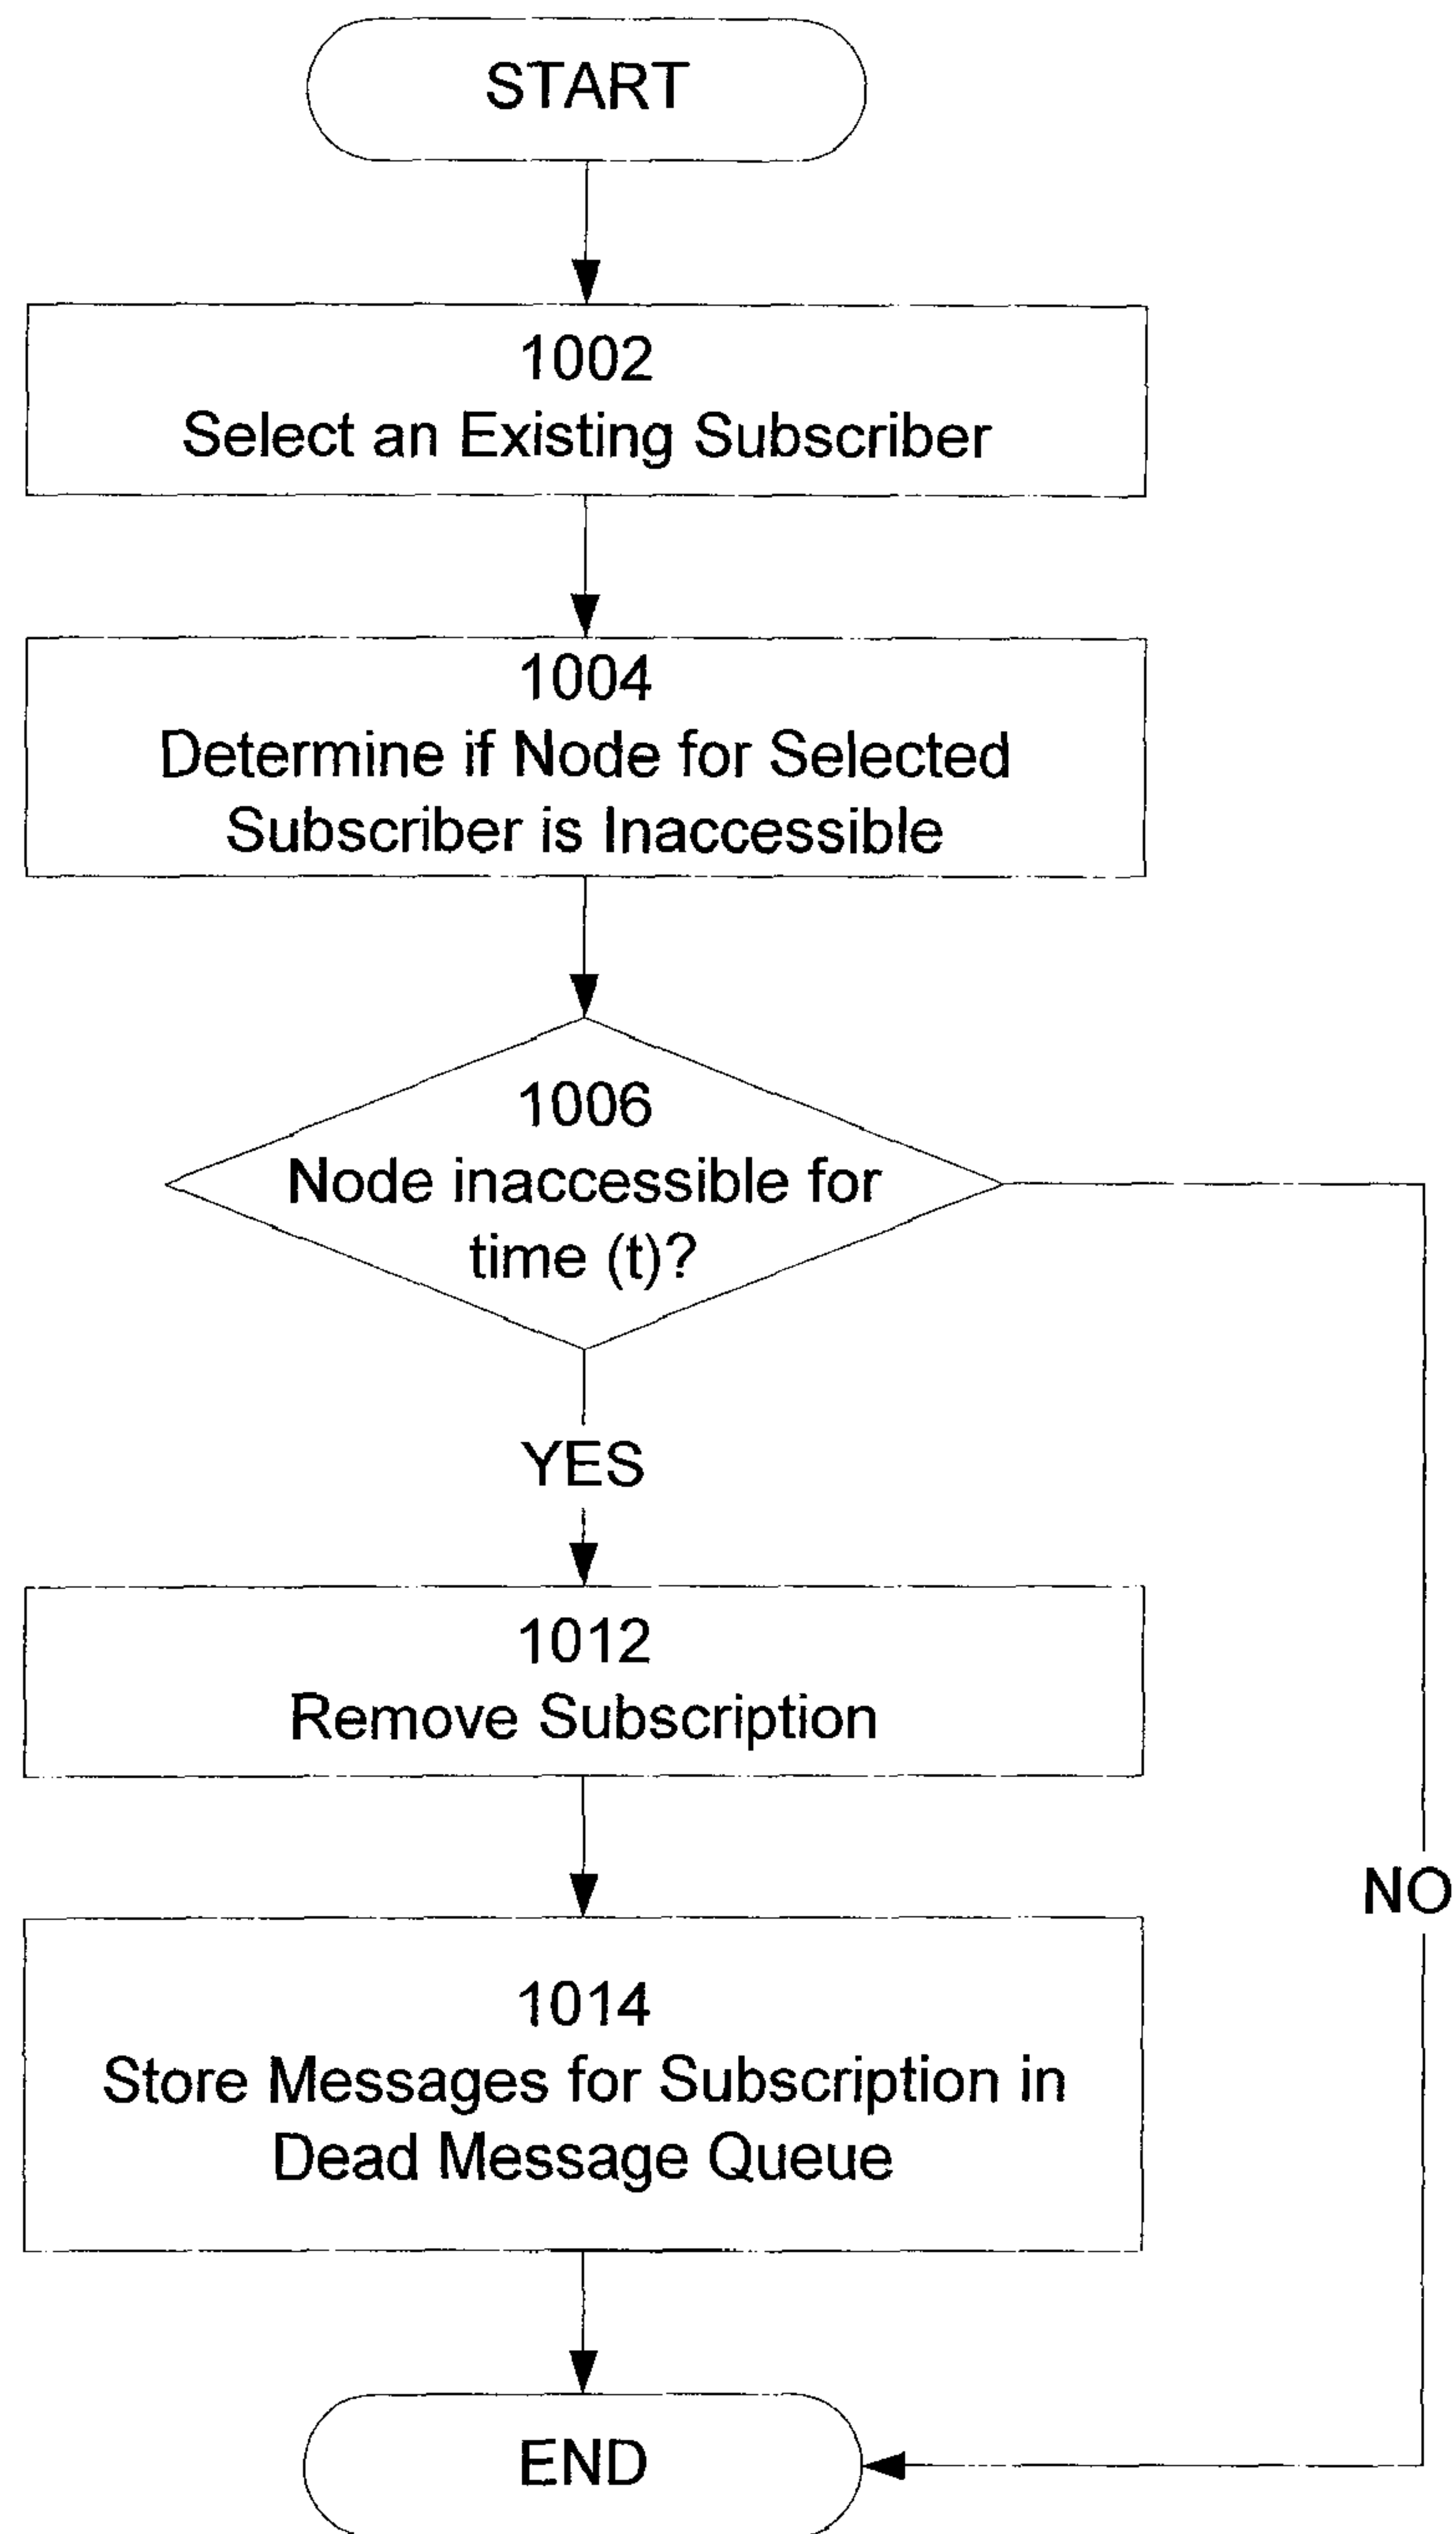 START
1002
Select an Existing Subscriber
1004
Determine if Node for Selected
Subscriber is Inaccessible
1006
Node inaccessible for
time (t)?
YES
1012
Remove Subscription
NO
1014
Store Messages for Subscription in
Dead Message Queue
END